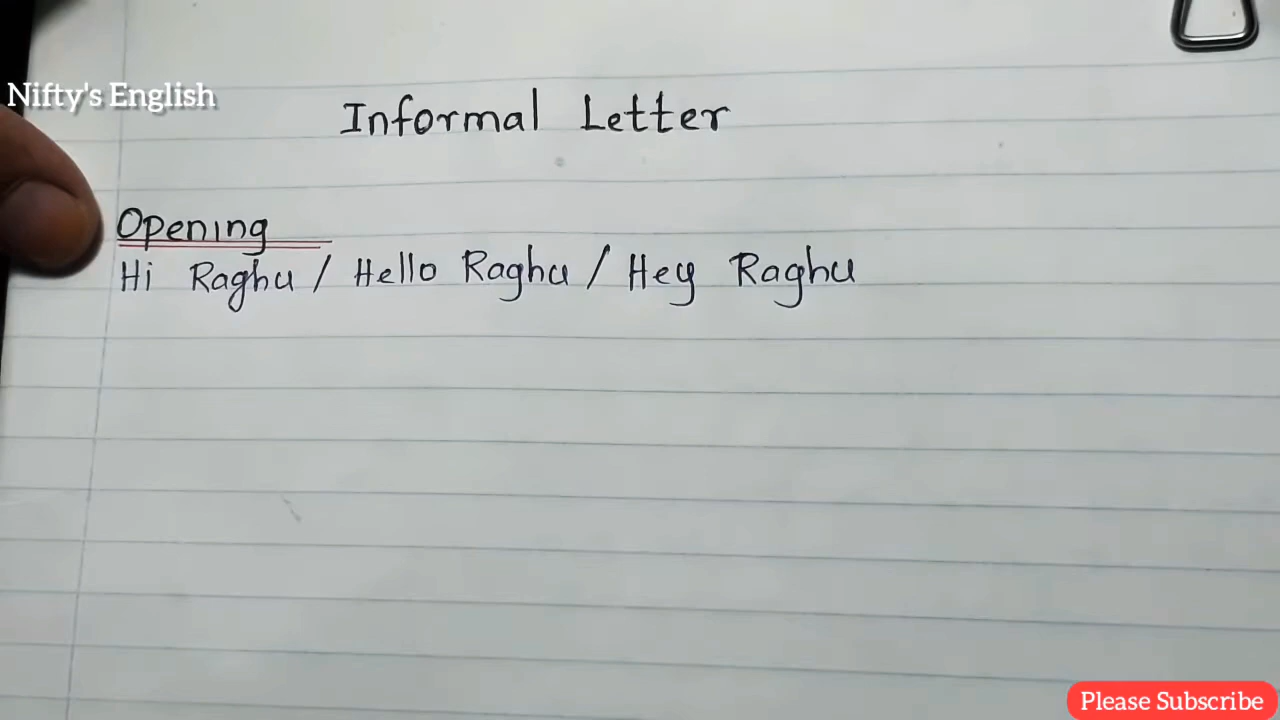 Nifty's English
Informal Letter
Opening
Hi Raghu / Hello Raghu / Hey Raghu
Please Subscribe